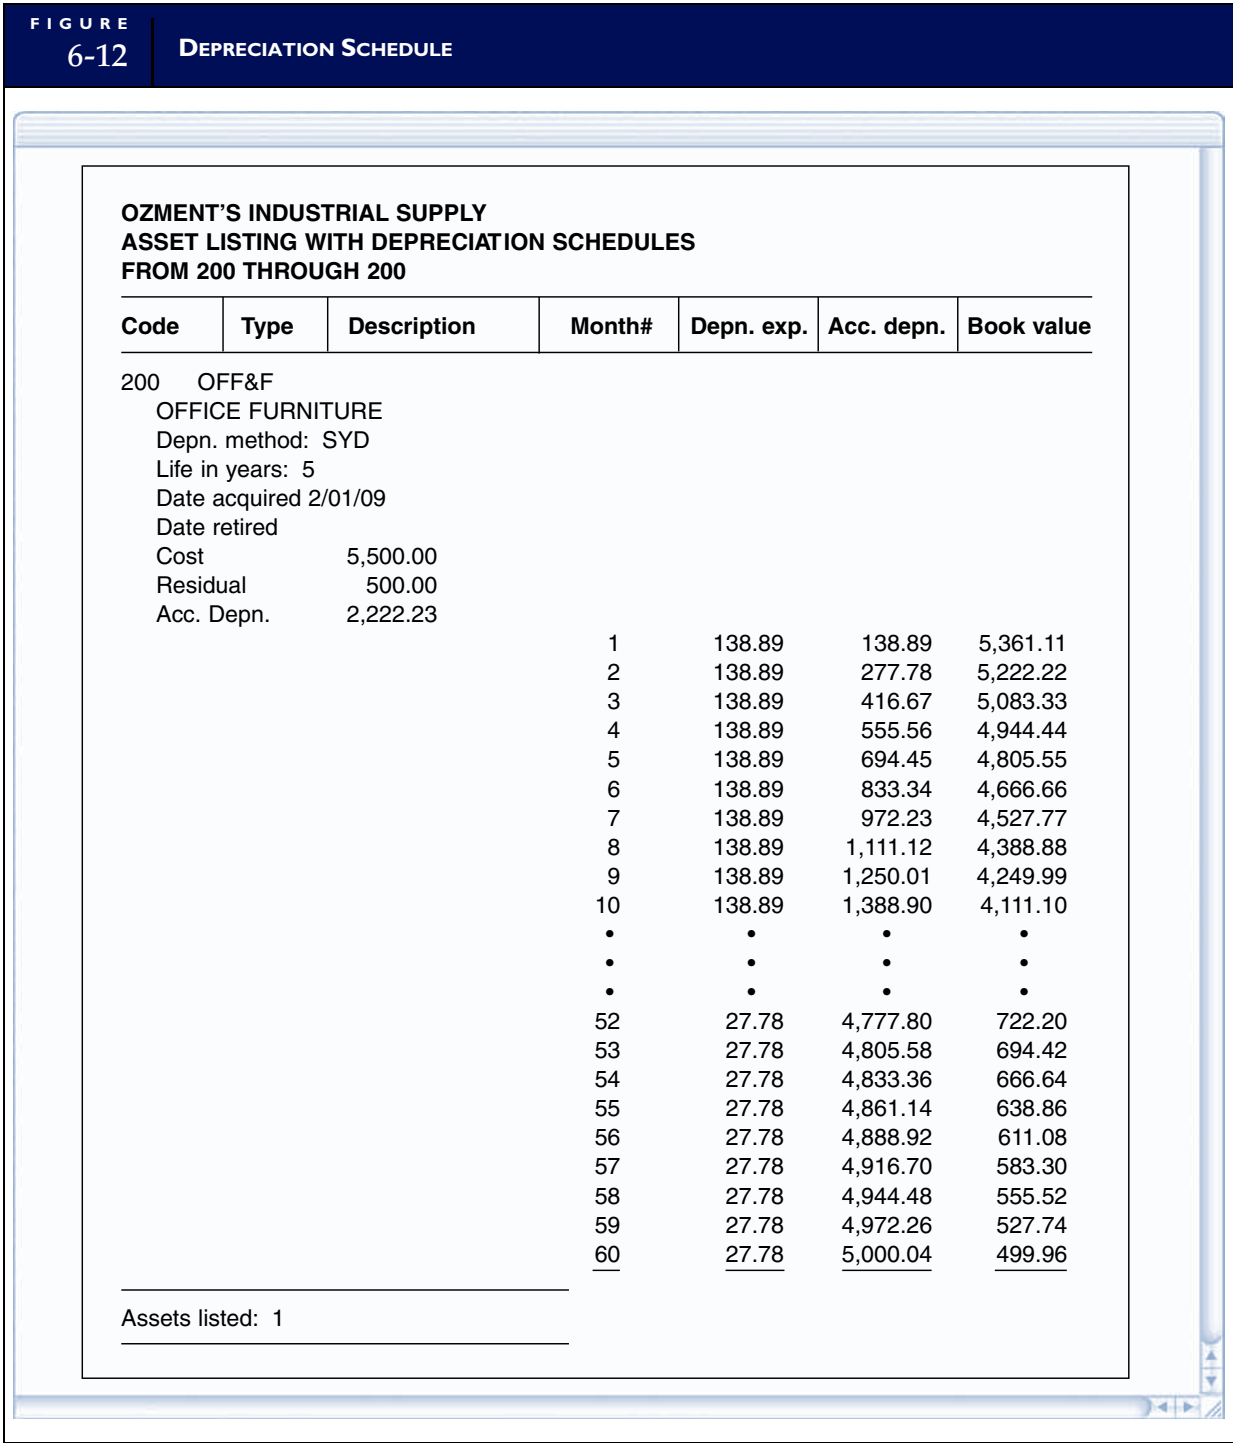 FIGURE
6-12
DEPRECIATION SCHEDULE
OZMENT'S INDUSTRIAL SUPPLY
ASSET LISTING WITH DEPRECIATION SCHEDULES
FROM 200 THROUGH 200
Code Type Description Month# Depn. exp. Acc. depn. Book value
200 OFF&F
OFFICE FURNITURE
Depn. method: SYD
Life in years: 5
Date acquired 2/01/09
Date retired
Cost 5,500.00
Residual 500.00
Acc. Depn. 2,222.23
1 138.89 138.89 5,361.11
2 138.89 277.78 5,222.22
3 138.89 416.67 5,083.33
4 138.89 555.56 4,944.44
5 138.89 694.45 4,805.55
6 138.89 833.34 4,666.66
7 138.89 972.23 4,527.77
8 138.89 1,111.12 4,388.88
9 138.89 1,250.01 4,249.99
10 138.89 1,388.90 4,111.10
• • • •
• • • •
• • • •
52 27.78 4,777.80 722.20
53 27.78 4,805.58 694.42
54 27.78 4,833.36 666.64
55 27.78 4,861.14 638.86
56 27.78 4,888.92 611.08
57 27.78 4,916.70 583.30
58 27.78 4,944.48 555.52
59 27.78 4,972.26 527.74
60 27.78 5,000.04 499.96
Assets listed: 1